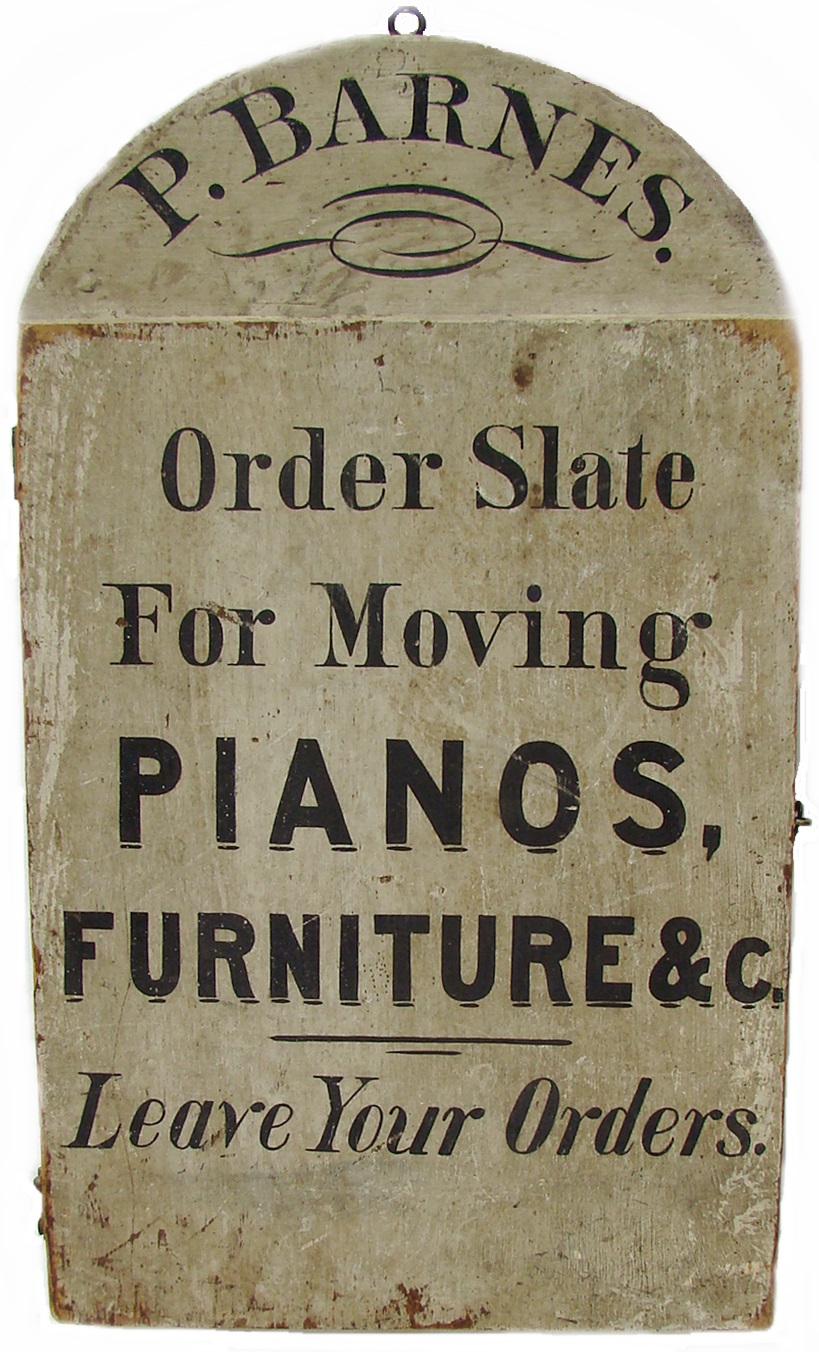 P. BARNES.
Order Slate
For Moving
PIANOS,
FURNITURE &c.
Leave Your Orders.